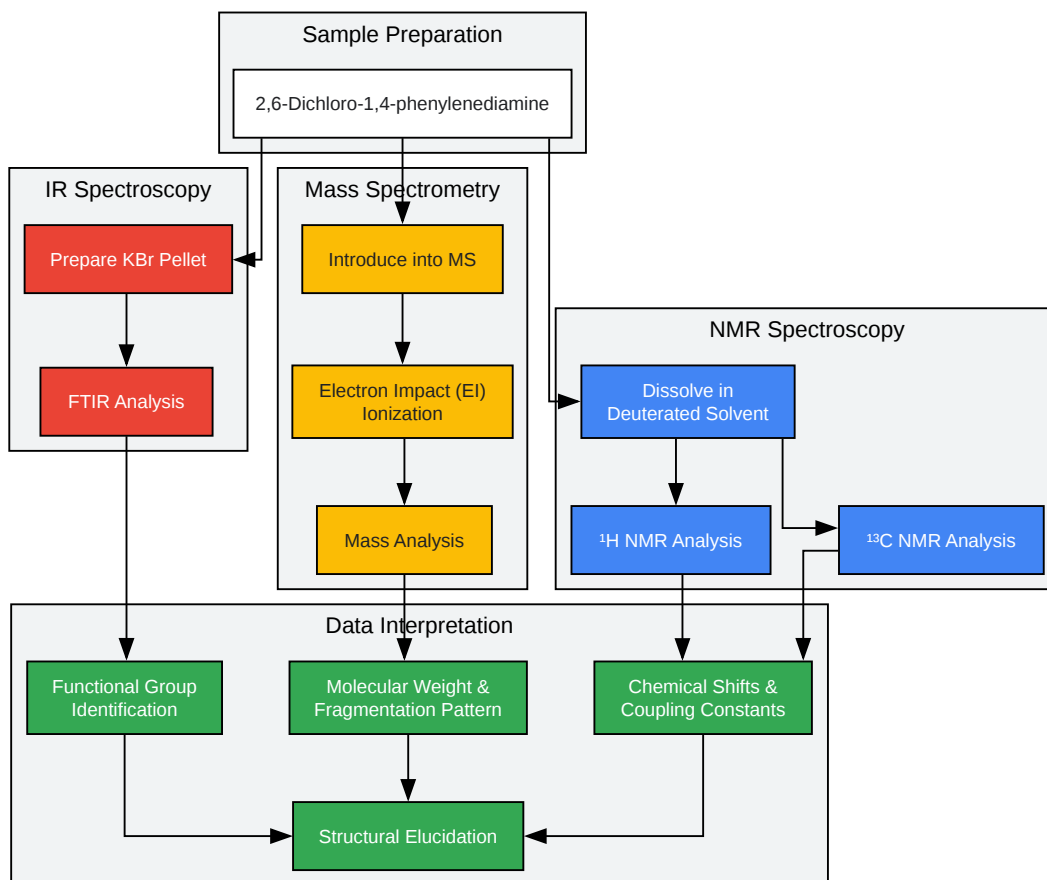 Sample Preparation
2,6-Dichloro-1,4-phenylenediamine
IR Spectroscopy
Mass Spectrometry
Prepare KBr Pellet
Introduce into MS
NMR Spectroscopy
FTIR Analysis
Electron Impact (EI)
Ionization
Dissolve in
Deuterated Solvent
Mass Analysis
¹H NMR Analysis
¹³C NMR Analysis
Data Interpretation
Functional Group
Identification
Molecular Weight &
Fragmentation Pattern
Chemical Shifts &
Coupling Constants
Structural Elucidation